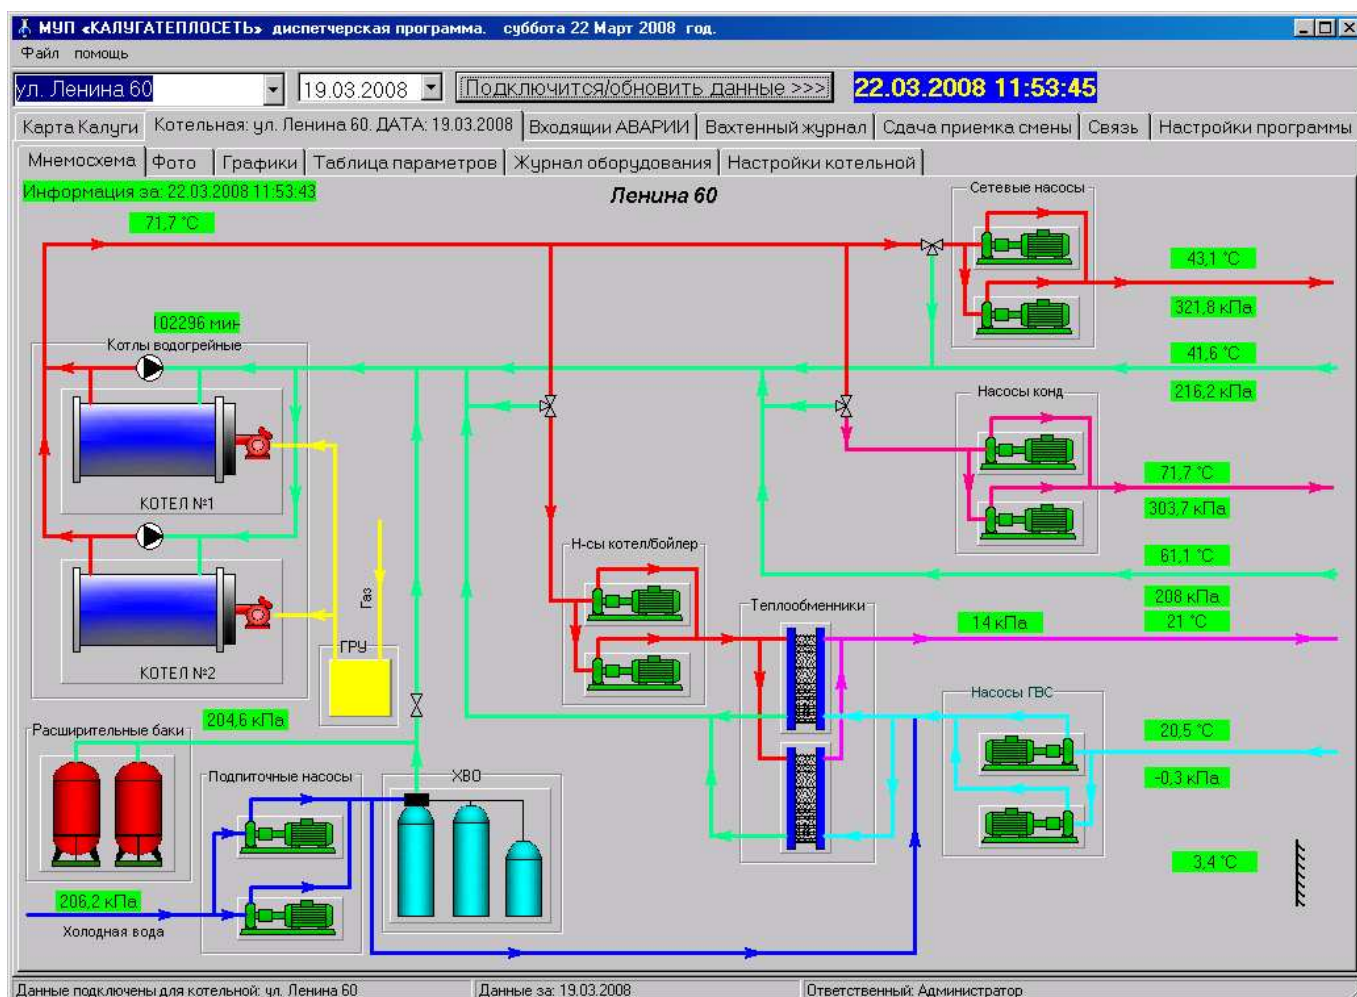 МУП «КАЛУГАТЕПЛОСЕТЬ» диспетчерская программа. суббота 22 Март 2008 год.
Файл помощь
ул. Ленина 60 19.03.2008 Подключится/обновить данные >>> 22.03.2008 11:53:45
Карта Калуги Котельная: ул. Ленина 60. ДАТА: 19.03.2008 Входящии АВАРИИ Вахтенный журнал Сдача приемка смены Связь Настройки программы
Мнемосхема Фото Графики Таблица параметров Журнал оборудования Настройки котельной
Информация за: 22.03.2008 11:53:43
Ленина 60
Сетевые насосы
71,7 °C
43,1 °C
321,8 кПа
02296 мин
Котлы водогрейные
41,6 °C
216,2 кПа
Насосы конд
71,7 °C
КОТЕЛ №1
303,7 кПа
Н-сы котел/бойлер
61,1 °C
Газ
208 кПа
Теплообменники
14 кПа
21 °C
ГРУ
КОТЕЛ №2
Насосы ГВС
204,6 кПа
Расширительные баки
20,5 °C
Подпиточные насосы
ХВО
-0,3 кПа
3,4 °C
206,2 кПа
Холодная вода
Данные подключены для котельной: ул. Ленина 60 Данные за: 19.03.2008 Ответственный: Администратор